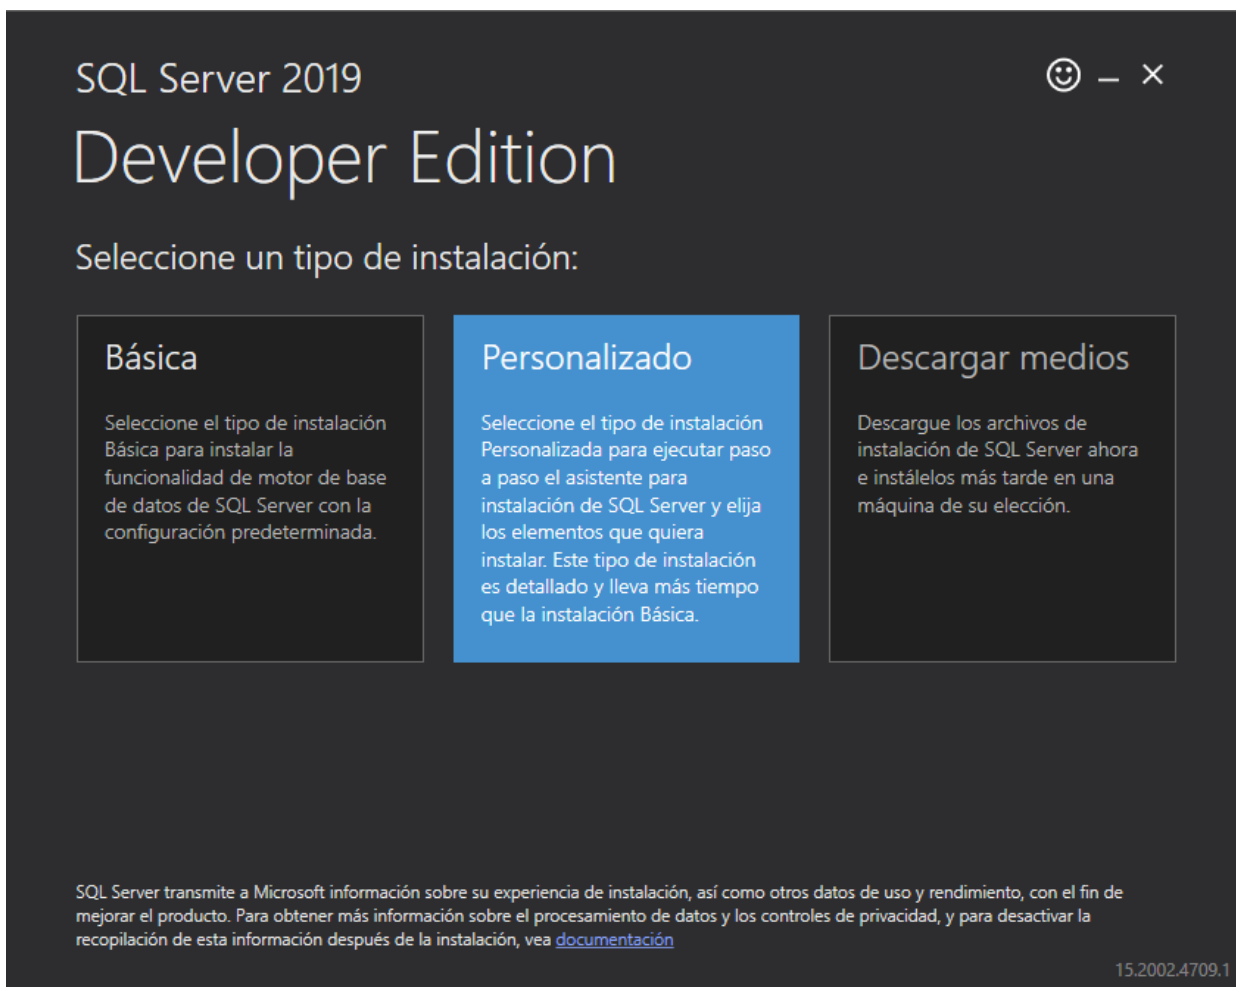 SQL Server 2019
Developer Edition
Seleccione un tipo de instalación:
Básica
Seleccione el tipo de instalación
Básica para instalar la
funcionalidad de motor de base
de datos de SQL Server con la
configuración predeterminada.
Personalizado
Seleccione el tipo de instalación
Personalizada para ejecutar paso
a paso el asistente para
instalación de SQL Server y elija
los elementos que quiera
instalar. Este tipo de instalación
es detallado y lleva más tiempo
que la instalación Básica.
Descargar medios
Descargue los archivos de
instalación de SQL Server ahora
e instálelos más tarde en una
máquina de su elección.
SQL Server transmite a Microsoft información sobre su experiencia de instalación, así como otros datos de uso y rendimiento, con el fin de
mejorar el producto. Para obtener más información sobre el procesamiento de datos y los controles de privacidad, y para desactivar la
recopilación de esta información después de la instalación, vea documentación
15.2002.4709.1